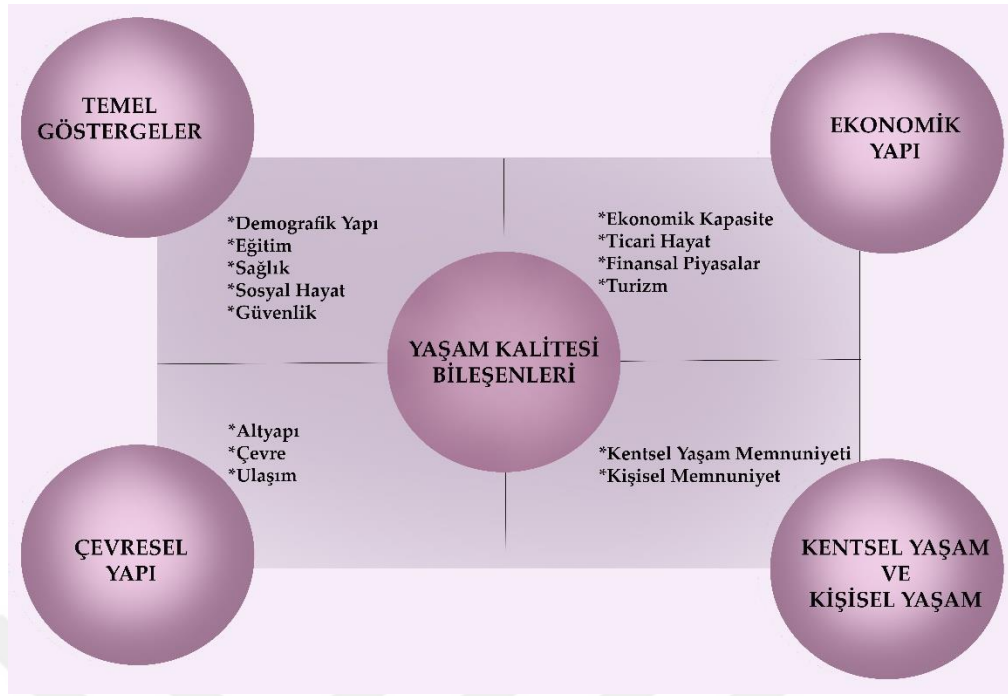 TEMEL
GÖSTERGELER
EKONOMİK
YAPI
*Demografik Yapı
*Eğitim
*Sağlık
*Sosyal Hayat
*Güvenlik
*Ekonomik Kapasite
*Ticari Hayat
*Finansal Piyasalar
*Turizm
YAŞAM KALİTESİ
BİLEŞENLERİ
*Altyapı
*Çevre
*Ulaşım
*Kentsel Yaşam Memnuniyeti
*Kişisel Memnuniyet
ÇEVRESEL
YAPI
KENTSEL YAŞAM
VE
KİŞİSEL YAŞAM